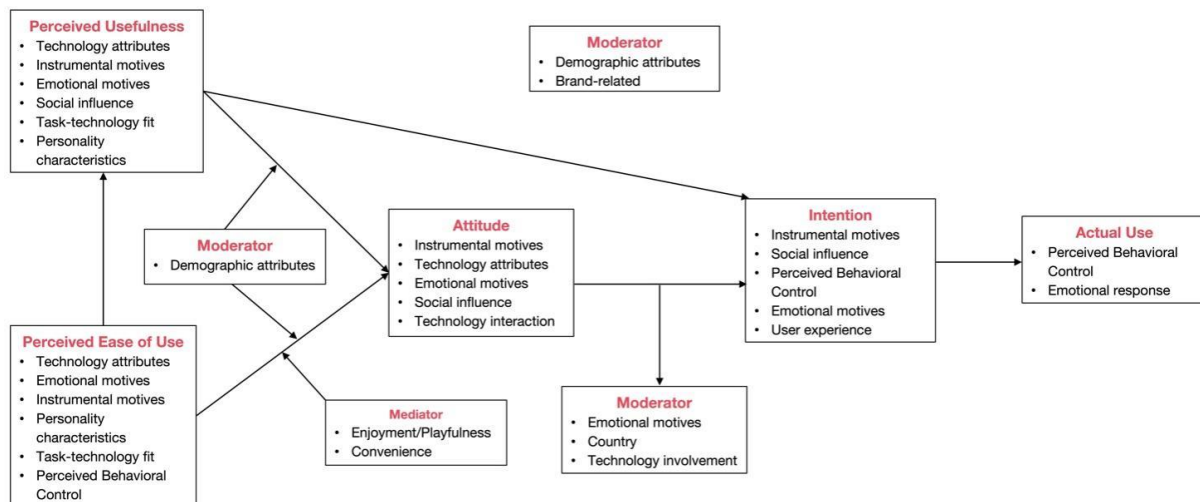 Perceived Usefulness
• Technology attributes
• Instrumental motives
• Emotional motives
• Social influence
• Task-technology fit
• Personality
characteristics
Moderator
• Demographic attributes
• Brand-related
Moderator
• Demographic attributes
Attitude
• Instrumental motives
• Technology attributes
• Emotional motives
• Social influence
• Technology interaction
Intention
• Instrumental motives
• Social influence
• Perceived Behavioral
Control
• Emotional motives
• User experience
Actual Use
• Perceived Behavioral
Control
• Emotional response
Perceived Ease of Use
• Technology attributes
• Emotional motives
• Instrumental motives
• Personality
characteristics
• Task-technology fit
• Perceived Behavioral
Control
Mediator
• Enjoyment/Playfulness
• Convenience
Moderator
• Emotional motives
• Country
• Technology involvement